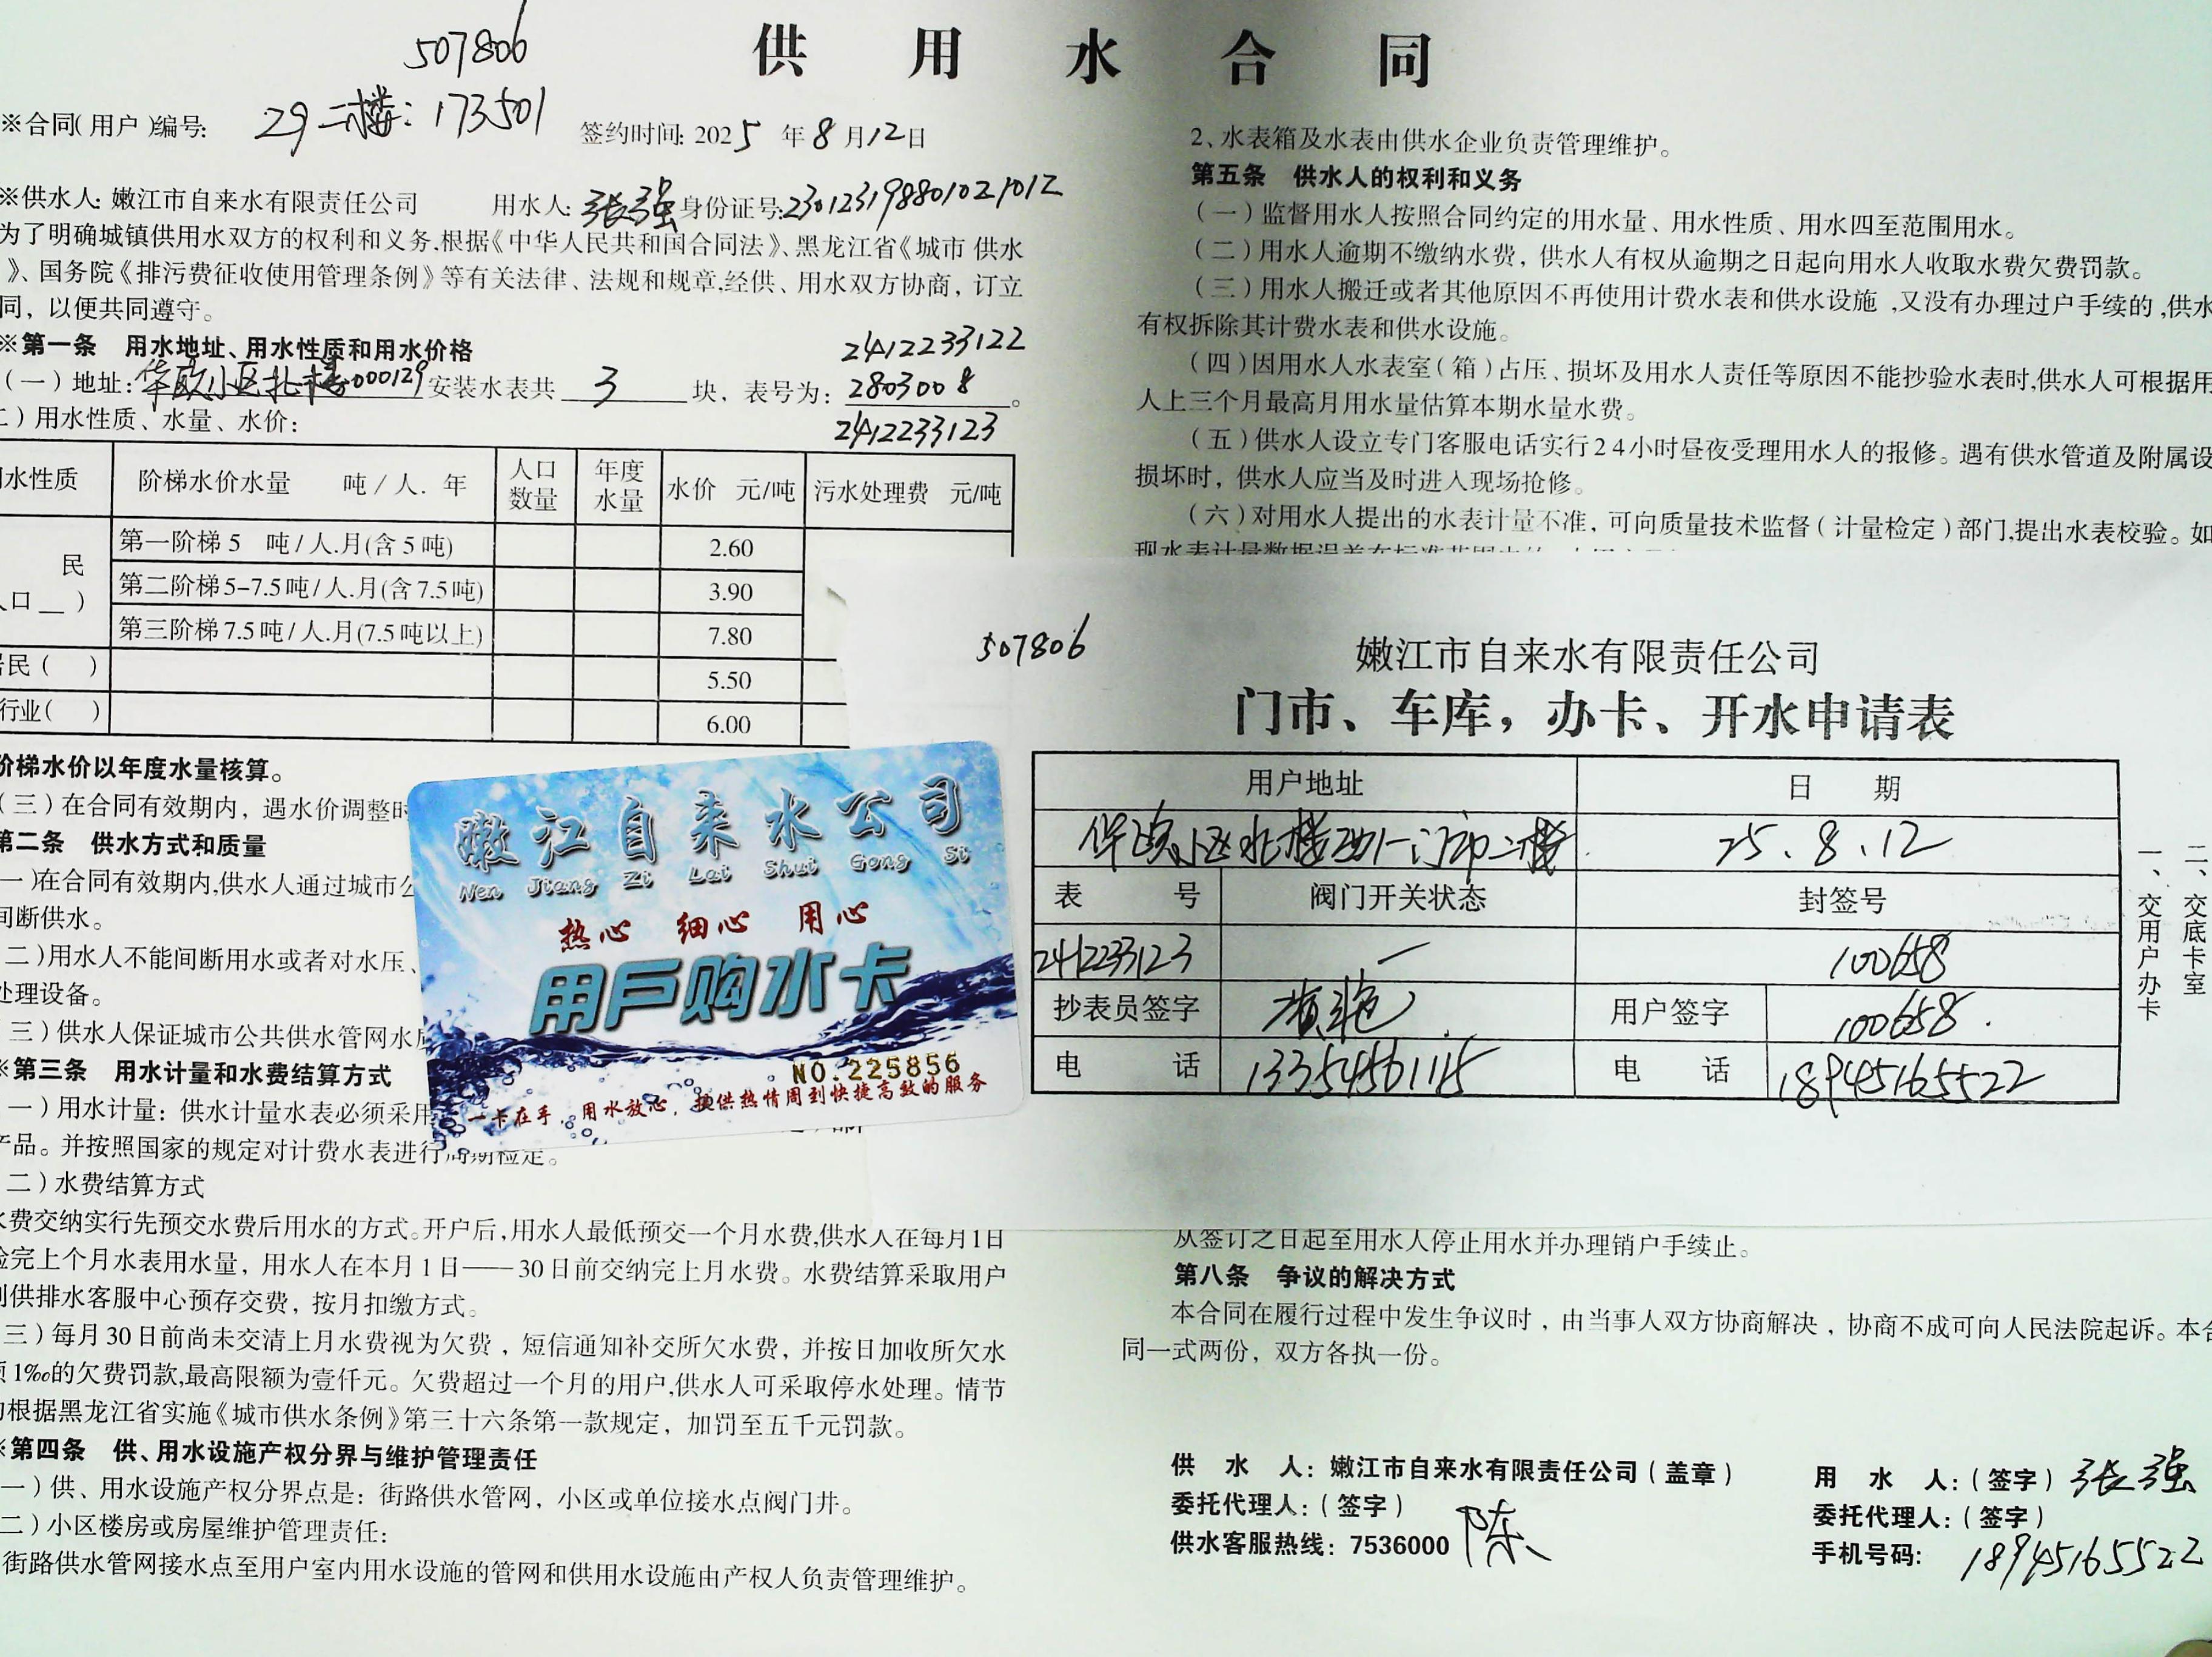 供用水合同
507806
※合同(用户)编号: 29 二楼: 173501 签约时间: 2025 年 8 月 12 日
※供水人: 嫩江市自来水有限责任公司 用水人: 张强 身份证号:
为了明确城镇供用水双方的权利和义务,根据《中华人民共和国合同法》、黑龙江省《城市 供水
》、国务院《排污费征收使用管理条例》等有关法律、法规和规章,经供、用水双方协商，订立
同，以便共同遵守。
※第一条 用水地址、用水性质和用水价格
2412233122
(一)地址: 小区北楼000129 安装水表共 3 块，表号为: 2803008。
2412233123
二)用水性质、水量、水价:
水性质 阶梯水价水量 吨/人. 年 人口数量 年度水量 水价 元/吨 污水处理费 元/吨
民
口__)
第一阶梯 5 吨/人.月(含 5 吨) 2.60
第二阶梯 5-7.5 吨/人.月(含 7.5 吨) 3.90
第三阶梯 7.5 吨/人.月(7.5 吨以上) 7.80
居民( ) 5.50
行业( ) 6.00
阶梯水价以年度水量核算。
(三)在合同有效期内，遇水价调整时
第二条 供水方式和质量
一)在合同有效期内,供水人通过城市公
间断供水。
二)用水人不能间断用水或者对水压、
处理设备。
三)供水人保证城市公共供水管网水质
※第三条 用水计量和水费结算方式
一)用水计量: 供水计量水表必须采用
产品。并按照国家的规定对计费水表进行周期检定。
二)水费结算方式
水费交纳实行先预交水费后用水的方式。开户后,用水人最低预交一个月水费,供水人在每月1日
验完上个月水表用水量，用水人在本月 1 日——30 日前交纳完上月水费。水费结算采取用户
到供排水客服中心预存交费，按月扣缴方式。
三)每月 30 日前尚未交清上月水费视为欠费，短信通知补交所欠水费，并按日加收所欠水
1‰的欠费罚款,最高限额为壹仟元。欠费超过一个月的用户,供水人可采取停水处理。情节
根据黑龙江省实施《城市供水条例》第三十六条第一款规定，加罚至五千元罚款。
※第四条 供、用水设施产权分界与维护管理责任
一)供、用水设施产权分界点是: 街路供水管网，小区或单位接水点阀门井。
二)小区楼房或房屋维护管理责任:
街路供水管网接水点至用户室内用水设施的管网和供用水设施由产权人负责管理维护。
2、水表箱及水表由供水企业负责管理维护。
第五条 供水人的权利和义务
(一)监督用水人按照合同约定的用水量、用水性质、用水四至范围用水。
(二)用水人逾期不缴纳水费，供水人有权从逾期之日起向用水人收取水费欠费罚款。
(三)用水人搬迁或者其他原因不再使用计费水表和供水设施,又没有办理过户手续的,供水
有权拆除其计费水表和供水设施。
(四)因用水人水表室(箱)占压、损坏及用水人责任等原因不能抄验水表时,供水人可根据用
人上三个月最高月用水量估算本期水量水费。
(五)供水人设立专门客服电话实行24小时昼夜受理用水人的报修。遇有供水管道及附属设
损坏时，供水人应当及时进入现场抢修。
(六)对用水人提出的水表计量不准，可向质量技术监督(计量检定)部门,提出水表校验。如
507806
嫩江市自来水有限责任公司
门市、车库，办卡、开水申请表
用户地址 日 期
小区北楼 门市二楼 25.8.12
表 号 阀门开关状态 封签号
2412233123 — 100658
抄表员签字 用户签字 100658.
电 话 电 话 18945165522
一、交用户办卡
二、交底卡室
嫩江自来水公司
Nen Jiang Zi Lai Shui Gong Si
热心 细心 用心
用户购水卡
NO.225856
一卡在手，用水放心，提供热情周到快捷高效的服务
从签订之日起至用水人停止用水并办理销户手续止。
第八条 争议的解决方式
本合同在履行过程中发生争议时，由当事人双方协商解决，协商不成可向人民法院起诉。本合
同一式两份，双方各执一份。
供 水 人: 嫩江市自来水有限责任公司(盖章)
委托代理人:(签字) 陈
供水客服热线: 7536000
用 水 人:(签字) 张强
委托代理人:(签字)
手机号码: 18945165522